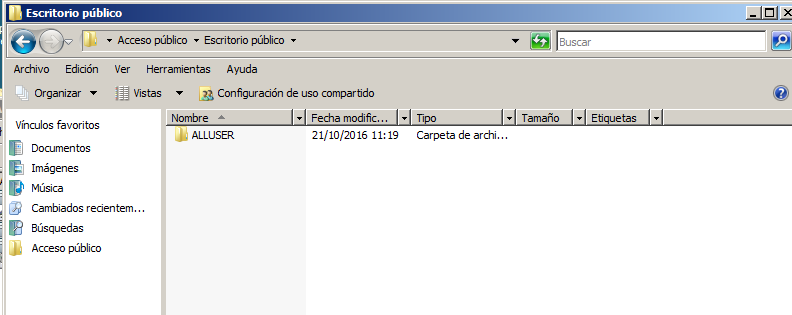 Escritorio público
Acceso público Escritorio público
Buscar
Archivo Edición Ver Herramientas Ayuda
Organizar Vistas Configuración de uso compartido
Vínculos favoritos
Documentos
Imágenes
Música
Cambiados recientem...
Búsquedas
Acceso público
Nombre Fecha modific... Tipo Tamaño Etiquetas
ALLUSER 21/10/2016 11:19 Carpeta de archi...